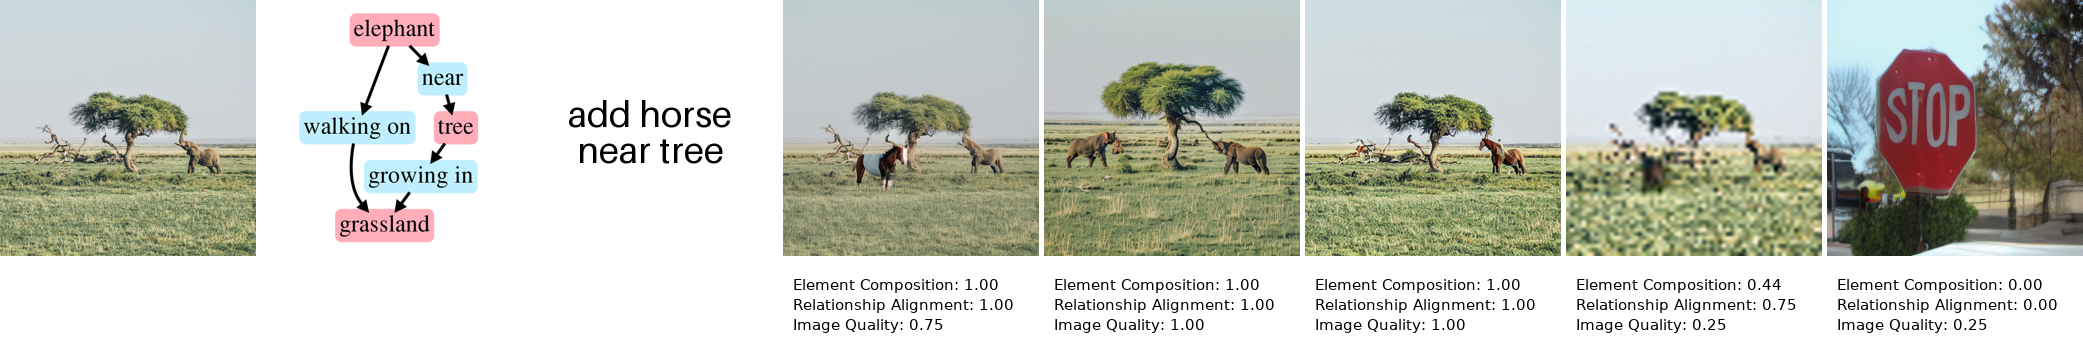 elephant
near
walking on
tree
growing in
grassland
add horse
near tree
STOP
Element Composition: 1.00
Relationship Alignment: 1.00
Image Quality: 0.75
Element Composition: 1.00
Relationship Alignment: 1.00
Image Quality: 1.00
Element Composition: 1.00
Relationship Alignment: 1.00
Image Quality: 1.00
Element Composition: 0.44
Relationship Alignment: 0.75
Image Quality: 0.25
Element Composition: 0.00
Relationship Alignment: 0.00
Image Quality: 0.25